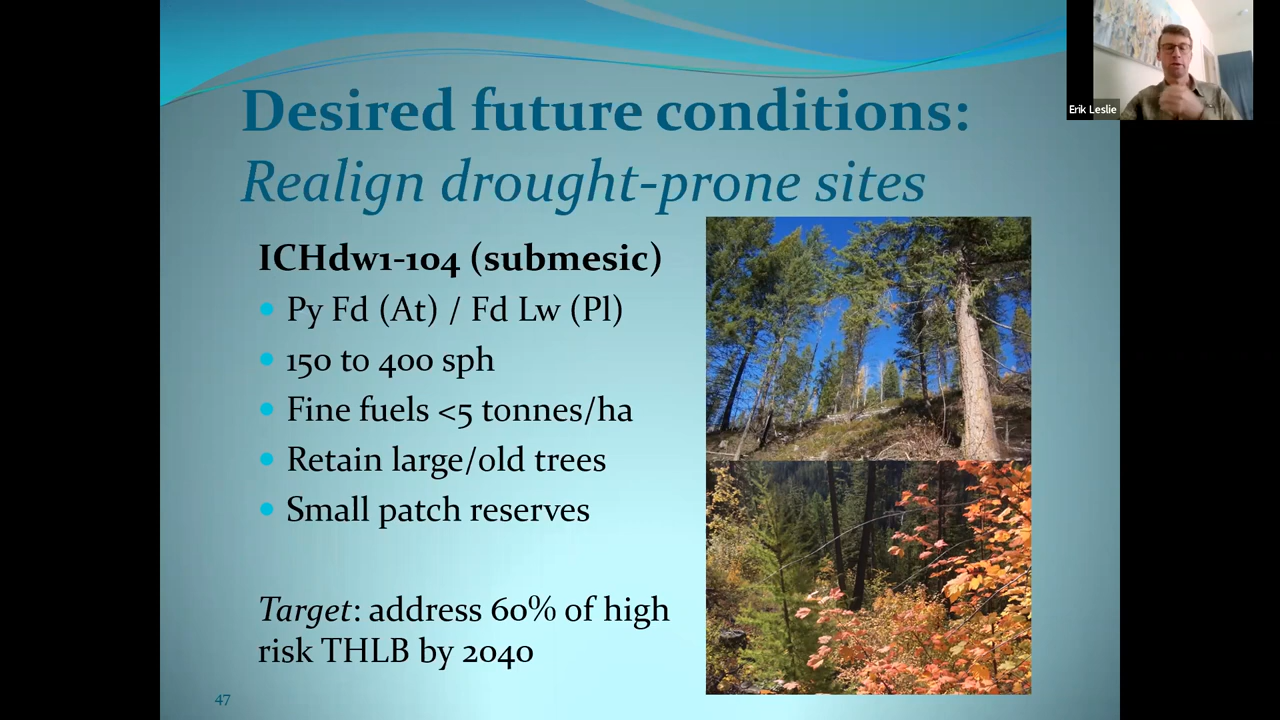 Desired future conditions:
Realign drought-prone sites
ICHdw1-104 (submesic)
• Py Fd (At) / Fd Lw (Pl)
• 150 to 400 sph
• Fine fuels <5 tonnes/ha
• Retain large/old trees
• Small patch reserves
Target: address 60% of high
risk THLB by 2040
47
Erik Leslie